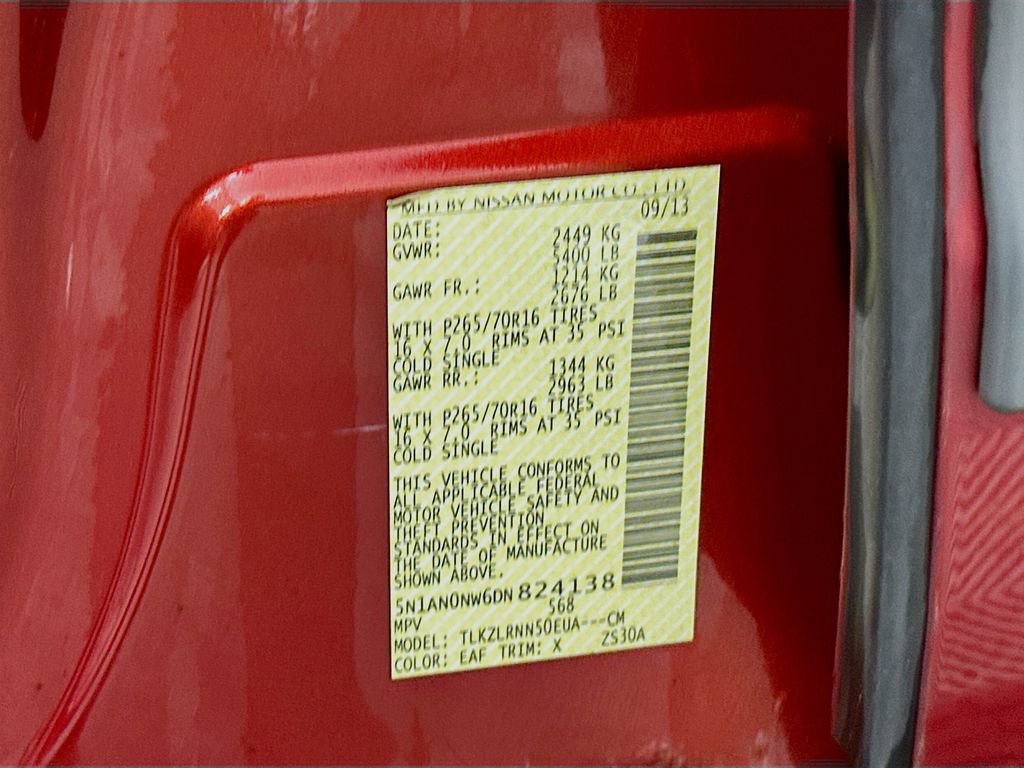 MFD BY NISSAN MOTOR CO., LTD
DATE: 09/13
GVWR: 2449 KG
5400 LB
GAWR FR.: 1214 KG
2676 LB
WITH P265/70R16 TIRES
16 X 7.0 RIMS AT 35 PSI
COLD SINGLE
GAWR RR.: 1344 KG
2963 LB
WITH P265/70R16 TIRES
16 X 7.0 RIMS AT 35 PSI
COLD SINGLE
THIS VEHICLE CONFORMS TO
ALL APPLICABLE FEDERAL
MOTOR VEHICLE SAFETY AND
THEFT PREVENTION
STANDARDS IN EFFECT ON
THE DATE OF MANUFACTURE
SHOWN ABOVE.
5N1AN0NW6DN824138
MPV 568
MODEL: TLKZLRNN50EUA---CM
COLOR: EAF TRIM: X ZS30A